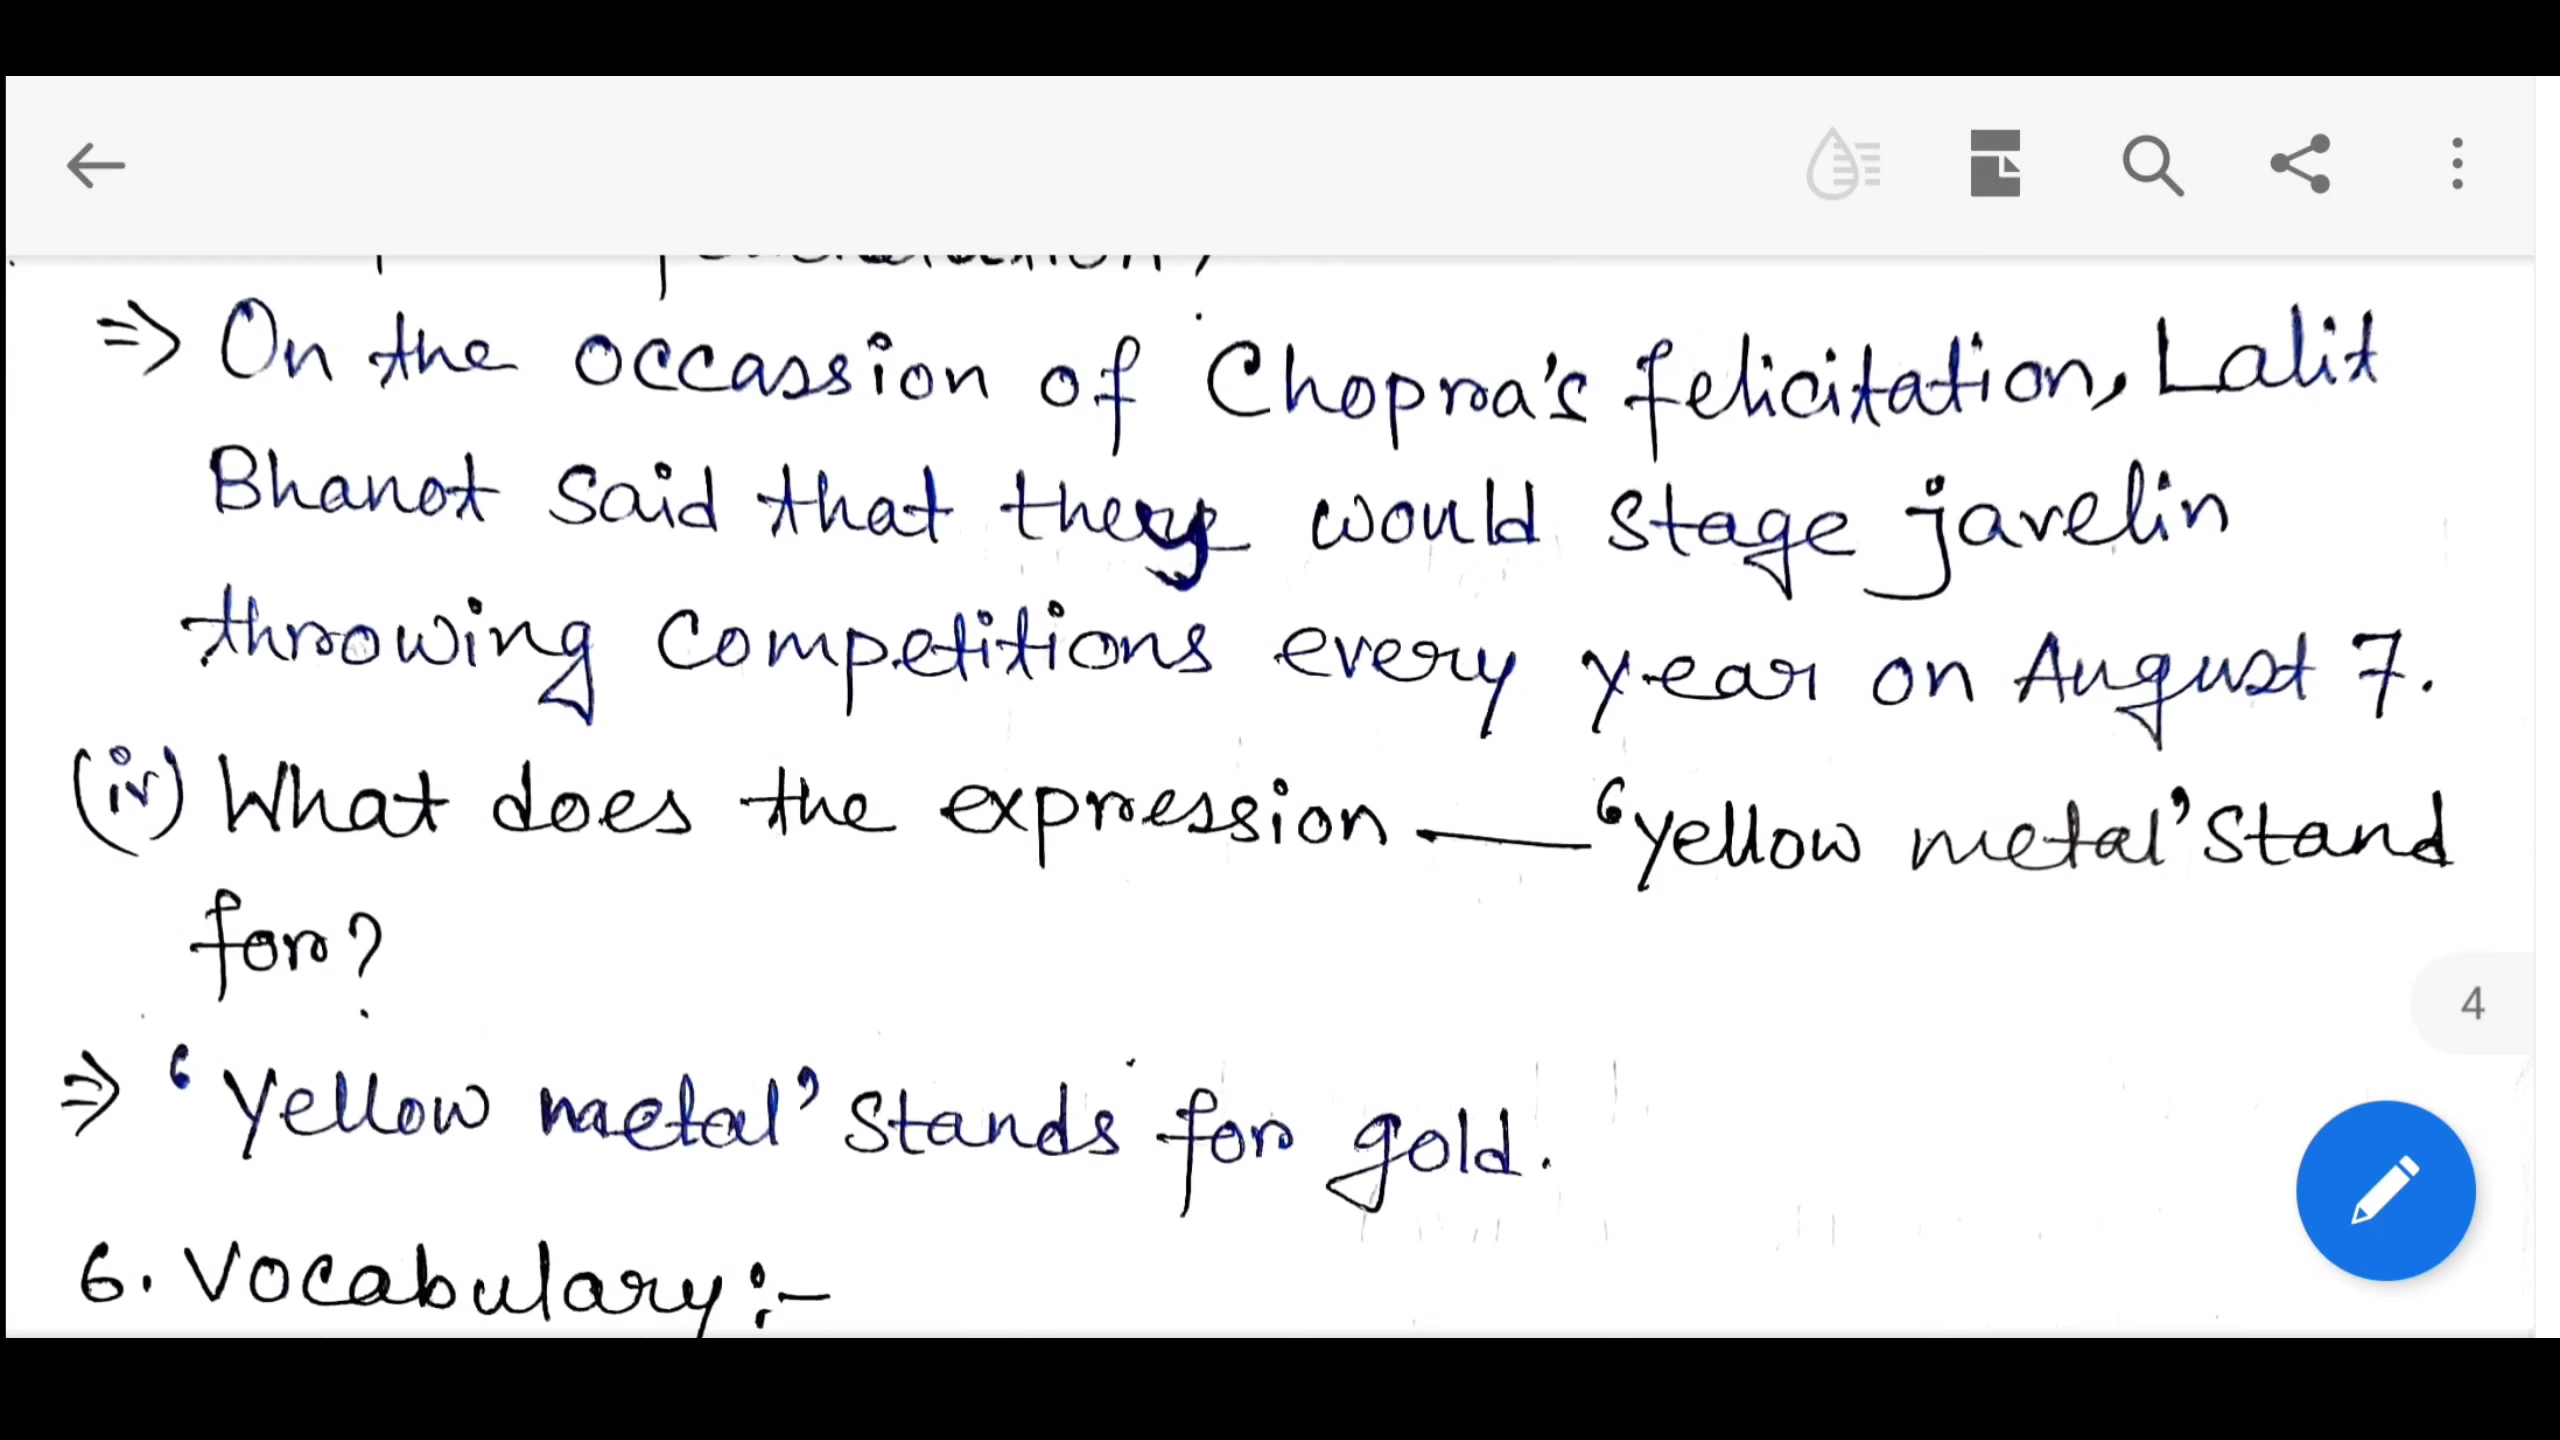 ⇒ On the occassion of Chopra's felicitation, Lalit
Bhanot said that they would stage javelin
throwing competitions every year on August 7.
(iv) What does the expression — 'yellow metal' stand
for?
4
⇒ 'Yellow metal' stands for gold.
6. Vocabulary:-